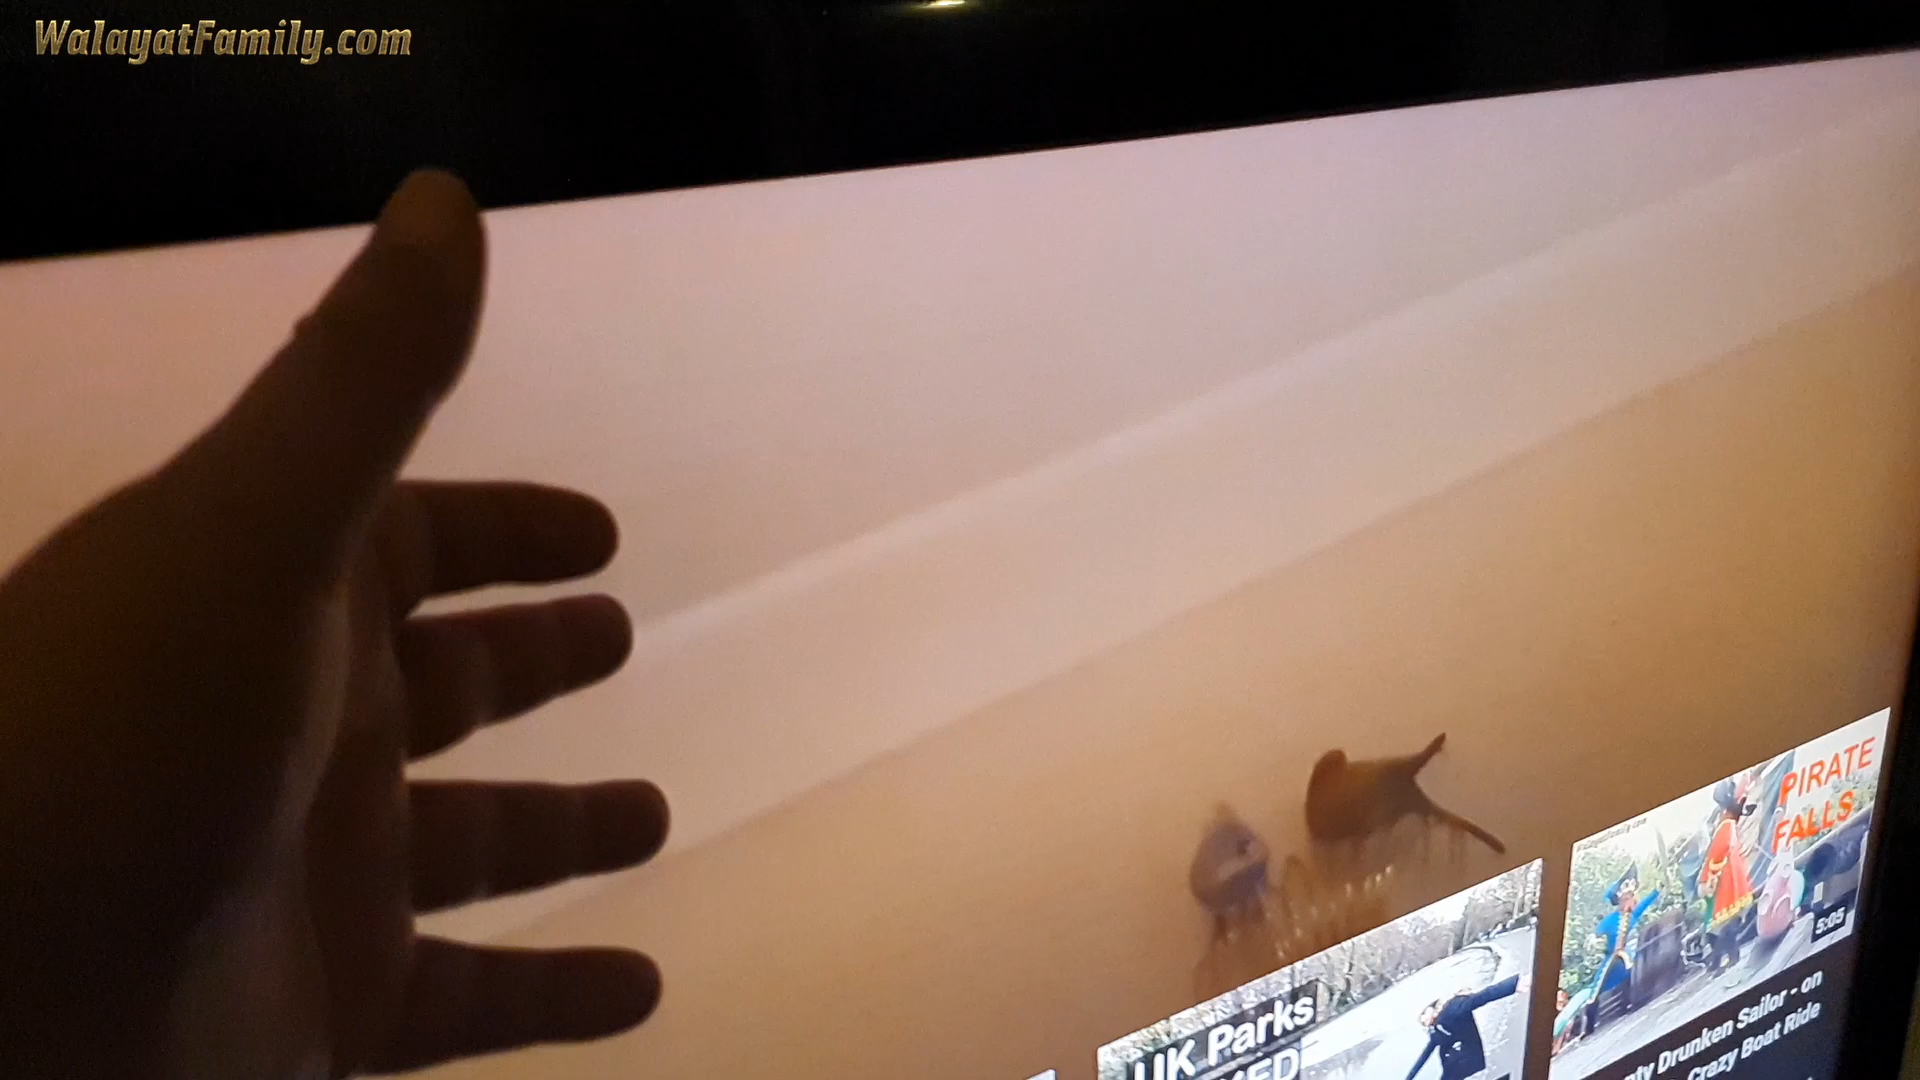 WalayatFamily.com
PIRATE
FALLS
5:05
UK Parks
Drunken Sailor - on
Crazy Boat Ride